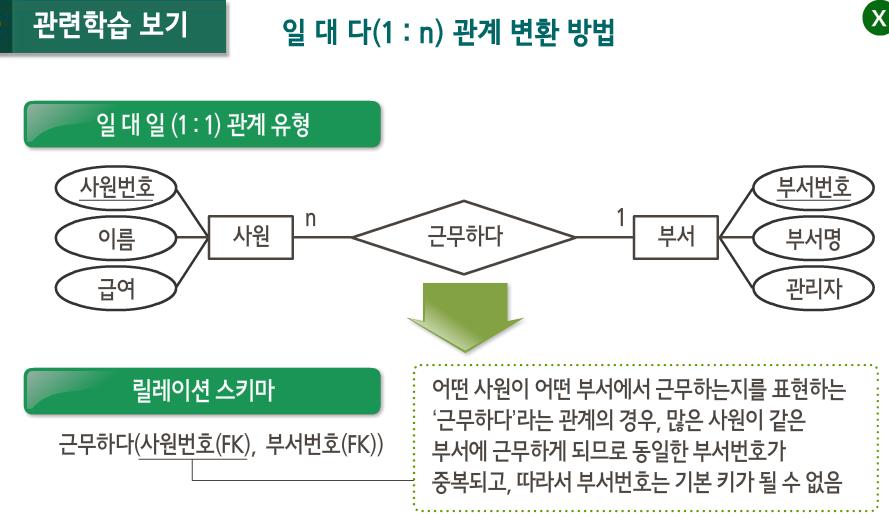 관련학습 보기
일 대 다(1 : n) 관계 변환 방법
X
일 대 일 (1 : 1) 관계 유형
사원번호
이름
급여
사원
n
근무하다
1
부서
부서번호
부서명
관리자
릴레이션 스키마
근무하다(사원번호(FK), 부서번호(FK))
어떤 사원이 어떤 부서에서 근무하는지를 표현하는
‘근무하다’라는 관계의 경우, 많은 사원이 같은
부서에 근무하게 되므로 동일한 부서번호가
중복되고, 따라서 부서번호는 기본 키가 될 수 없음